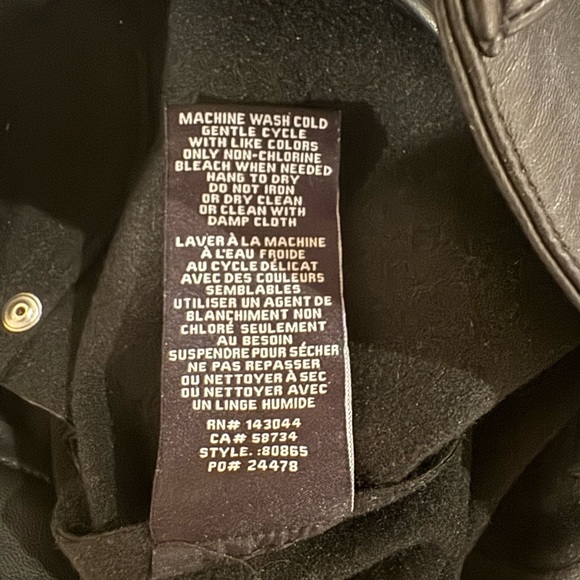 MACHINE WASH COLD
GENTLE CYCLE
WITH LIKE COLORS
ONLY NON-CHLORINE
BLEACH WHEN NEEDED
HANG TO DRY
DO NOT IRON
OR DRY CLEAN
OR CLEAN WITH
DAMP CLOTH
LAVER À LA MACHINE
À L'EAU FROIDE
AU CYCLE DÉLICAT
AVEC DES COULEURS
SEMBLABLES
UTILISER UN AGENT DE
BLANCHIMENT NON
CHLORÉ SEULEMENT
AU BESOIN
SUSPENDRE POUR SÉCHER
NE PAS REPASSER
OU NETTOYER À SEC
OU NETTOYER AVEC
UN LINGE HUMIDE
RN# 143044
CA# 58734
STYLE. :80865
PO# 24478